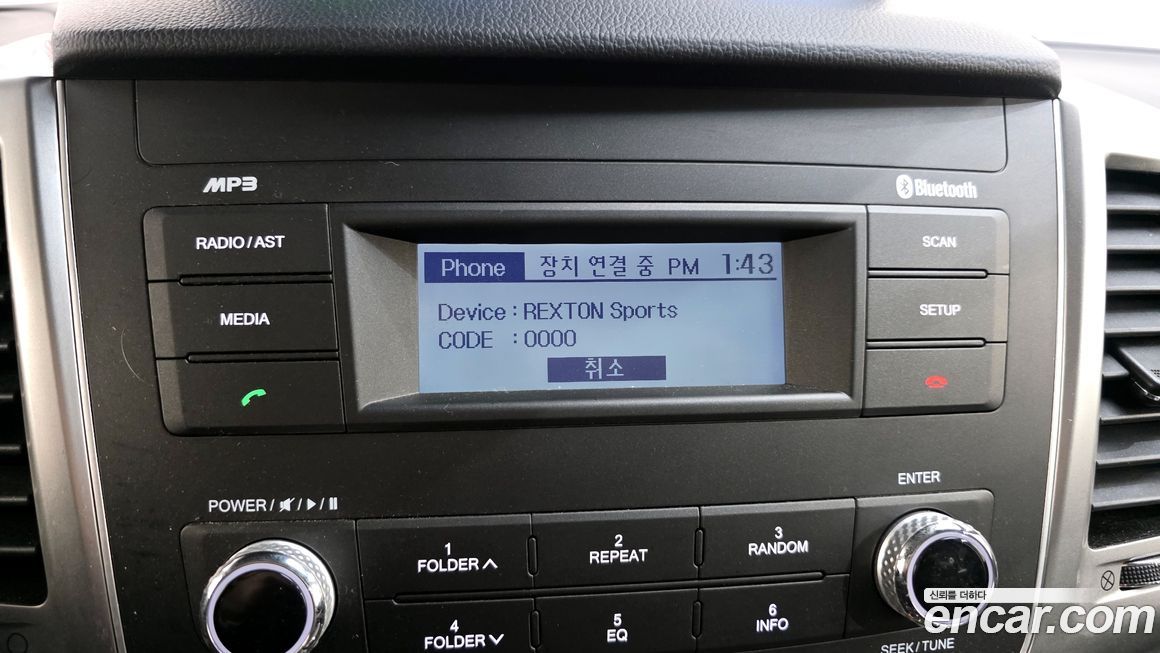 MP3
Bluetooth
RADIO/AST
SCAN
Phone 장치 연결 중 PM 1:43
MEDIA
Device : REXTON Sports
SETUP
CODE : 0000
취소
POWER/ / /
ENTER
1
FOLDER
2
REPEAT
3
RANDOM
4
FOLDER
5
EQ
6
INFO
SEEK/TUNE
신뢰를 더하다
encar.com